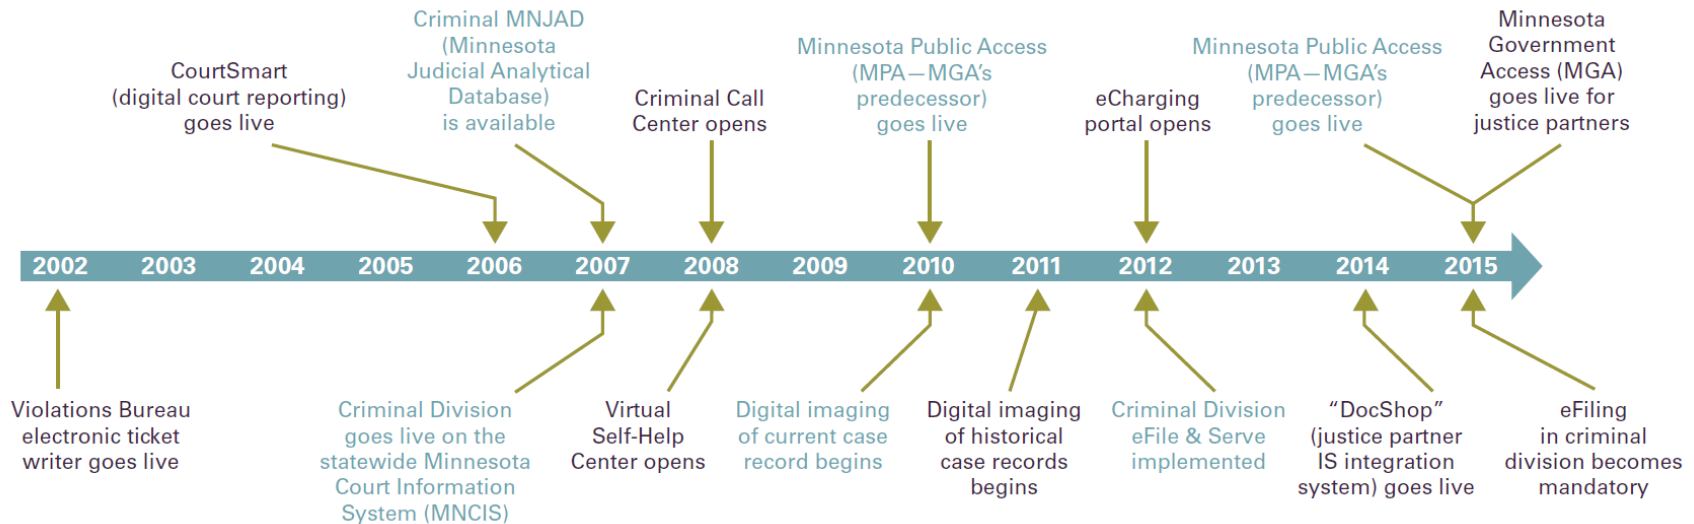 CourtSmart
(digital court reporting)
goes live
Criminal MNJAD
(Minnesota
Judicial Analytical
Database)
is available
Criminal Call
Center opens
Minnesota Public Access
(MPA—MGA's
predecessor)
goes live
eCharging
portal opens
Minnesota Public Access
(MPA—MGA's
predecessor)
goes live
Minnesota
Government
Access (MGA)
goes live for
justice partners
2002 2003 2004 2005 2006 2007 2008 2009 2010 2011 2012 2013 2014 2015
Violations Bureau
electronic ticket
writer goes live
Criminal Division
goes live on the
statewide Minnesota
Court Information
System (MNCIS)
Virtual
Self-Help
Center opens
Digital imaging
of current case
record begins
Digital imaging
of historical
case records
begins
Criminal Division
eFile & Serve
implemented
“DocShop”
(justice partner
IS integration
system) goes live
eFiling
in criminal
division becomes
mandatory